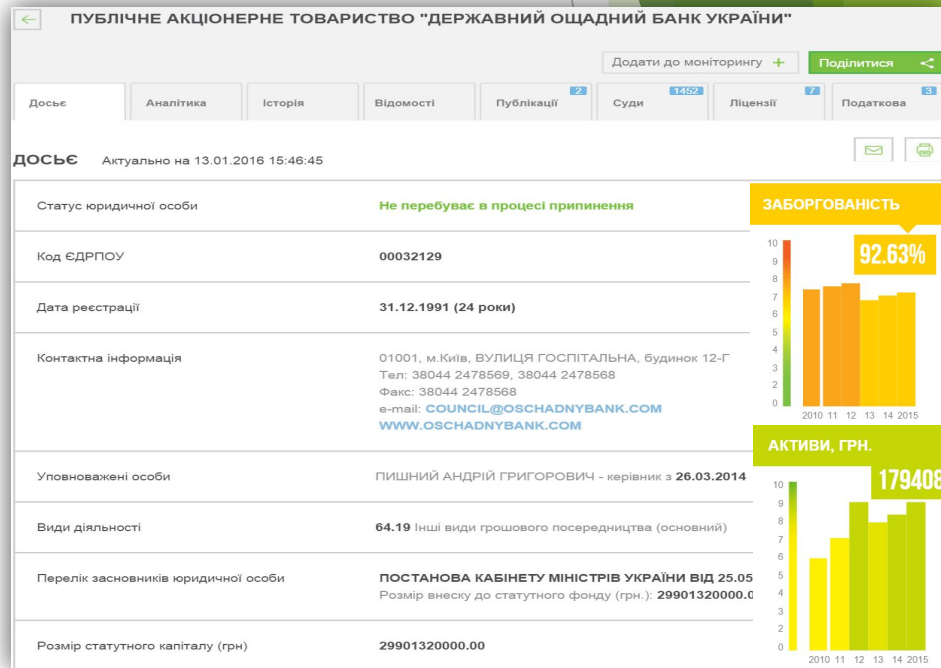 ПУБЛІЧНЕ АКЦІОНЕРНЕ ТОВАРИСТВО "ДЕРЖАВНИЙ ОЩАДНИЙ БАНК УКРАЇНИ"
Додати до моніторингу +
Поділитися
Досьє
Аналітика
Історія
Відомості
Публікації 2
Суди 1452
Ліцензії 7
Податкова 3
ДОСЬЄ Актуально на 13.01.2016 15:46:45
Статус юридичної особи
Не перебуває в процесі припинення
Код ЄДРПОУ
00032129
Дата реєстрації
31.12.1991 (24 роки)
Контактна інформація
01001, м.Київ, ВУЛИЦЯ ГОСПІТАЛЬНА, будинок 12-Г
Тел: 38044 2478569, 38044 2478568
Факс: 38044 2478568
e-mail: COUNCIL@OSCHADNYBANK.COM
WWW.OSCHADNYBANK.COM
Уповноважені особи
ПИШНИЙ АНДРІЙ ГРИГОРОВИЧ - керівник з 26.03.2014
Види діяльності
64.19 Інші види грошового посередництва (основний)
Перелік засновників юридичної особи
ПОСТАНОВА КАБІНЕТУ МІНІСТРІВ УКРАЇНИ ВІД 25.05
Розмір внеску до статутного фонду (грн.): 29901320000.0
Розмір статутного капіталу (грн)
29901320000.00
ЗАБОРГОВАНІСТЬ
92.63%
10
9
8
7
6
5
4
3
2
0
2010 11 12 13 14 2015
АКТИВИ, ГРН.
179408
10
9
8
7
6
5
4
3
2
0
2010 11 12 13 14 2015